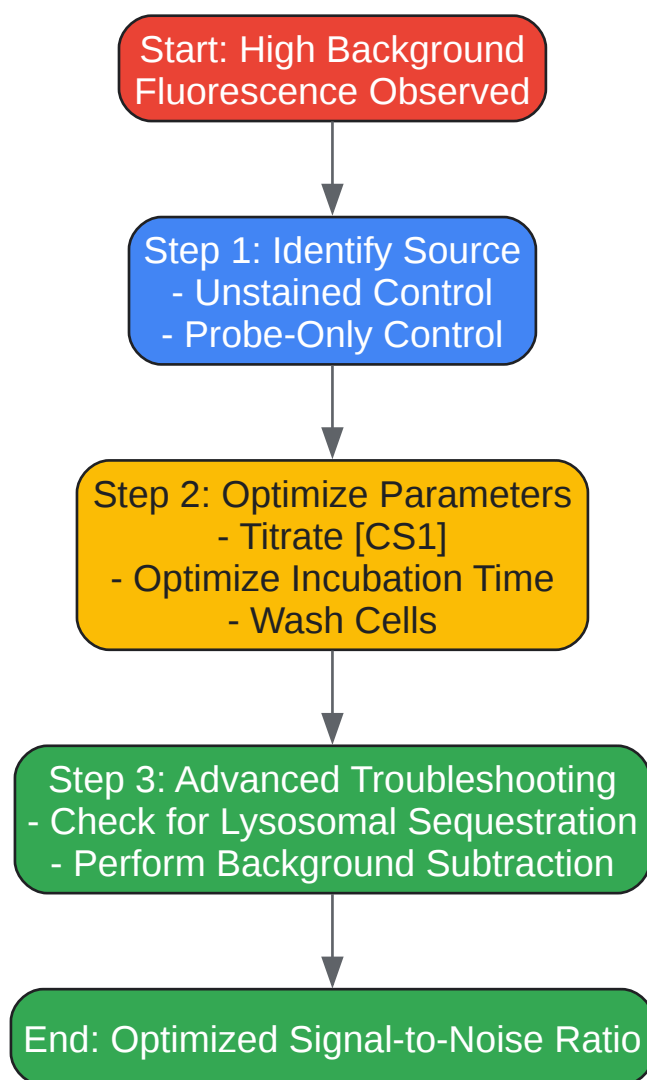 Start: High Background
Fluorescence Observed
Step 1: Identify Source
- Unstained Control
- Probe-Only Control
Step 2: Optimize Parameters
- Titrate [CS1]
- Optimize Incubation Time
- Wash Cells
Step 3: Advanced Troubleshooting
- Check for Lysosomal Sequestration
- Perform Background Subtraction
End: Optimized Signal-to-Noise Ratio